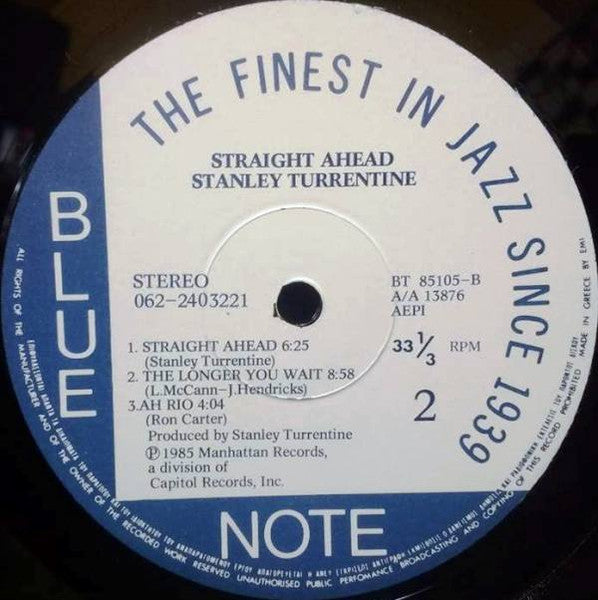 THE FINEST IN JAZZ SINCE 1939
STRAIGHT AHEAD
STANLEY TURRENTINE
BLUE
NOTE
STEREO
062-2403221
BT 85105-B
A/A 13876
AEPI
1. STRAIGHT AHEAD 6:25
(Stanley Turrentine)
2. THE LONGER YOU WAIT 8:58
(L.McCann-J.Hendricks)
3.AH RIO 4:04
(Ron Carter)
33 1/3 RPM
2
Produced by Stanley Turrentine
Ⓟ 1985 Manhattan Records,
a division of
Capitol Records, Inc.
ALL RIGHTS OF THE MANUFACTURER AND OF THE OWNER OF THE RECORDED WORK RESERVED UNAUTHORISED PUBLIC PERFOMANCE BROADCASTING AND COPYING OF THIS RECORD PROHIBITED MADE IN GREECE BY EMI